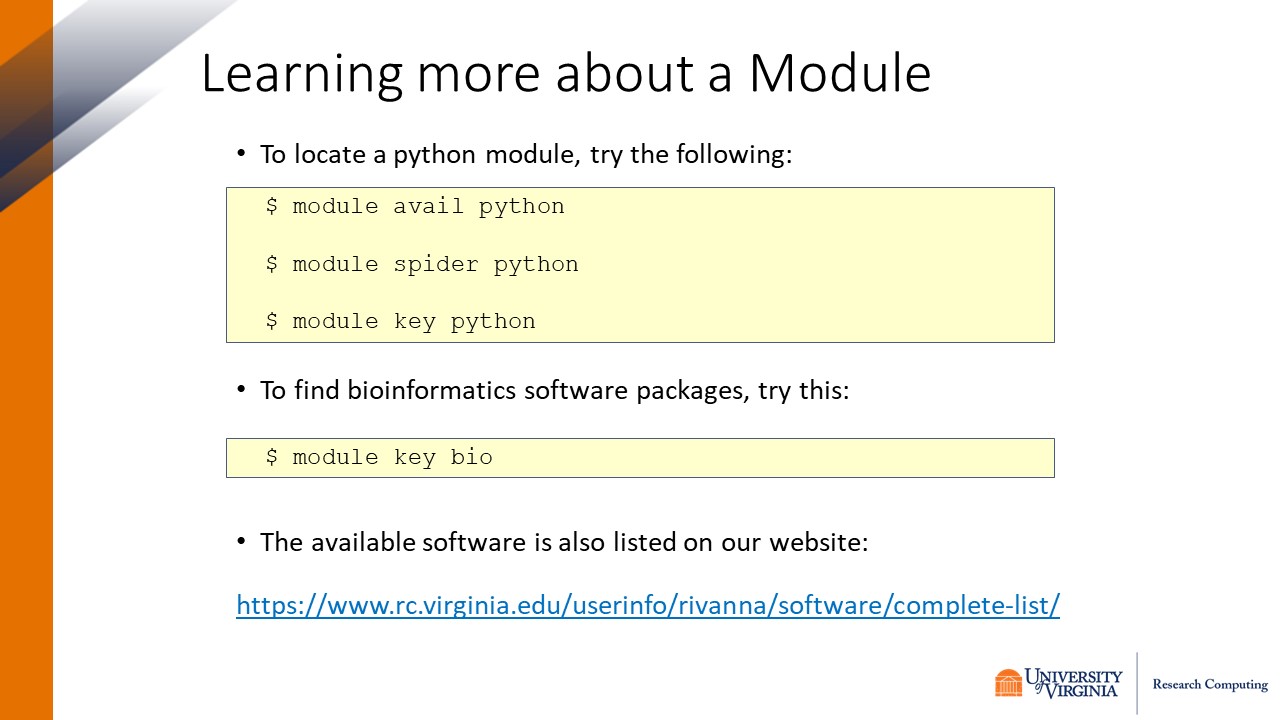 Learning more about a Module
• To locate a python module, try the following:
$ module avail python
$ module spider python
$ module key python
• To find bioinformatics software packages, try this:
$ module key bio
• The available software is also listed on our website:
https://www.rc.virginia.edu/userinfo/rivanna/software/complete-list/
UNIVERSITY
of VIRGINIA
Research Computing